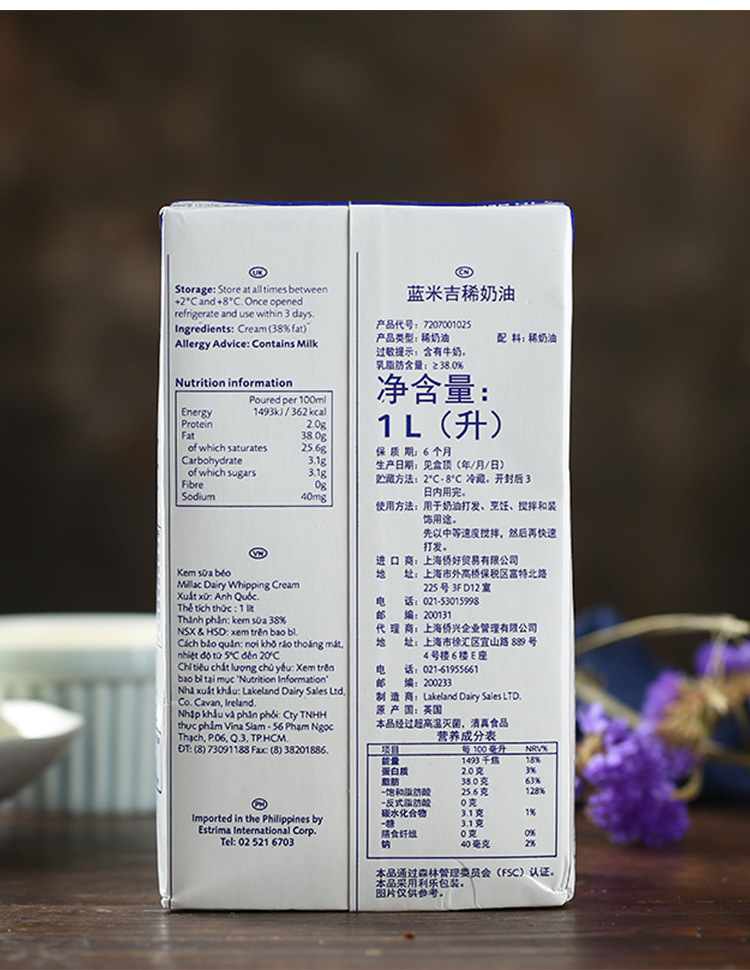 UK
Storage: Store at all times between
+2°C and +8°C. Once opened
refrigerate and use within 3 days.
Ingredients: Cream (38% fat)
Allergy Advice: Contains Milk
Nutrition information
Poured per 100ml
Energy 1493kJ / 362 kcal
Protein 2.0g
Fat 38.0g
of which saturates 25.6g
Carbohydrate 3.1g
of which sugars 3.1g
Fibre 0g
Sodium 40mg
VN
Kem sữa béo
Millac Dairy Whipping Cream
Xuất xứ: Anh Quốc.
Thể tích thức : 1 lít
Thành phần: kem sữa 38%
NSX & HSD: xem trên bao bì.
Cách bảo quản: nơi khô ráo thoáng mát,
nhiệt độ từ 5°C đến 20°C
Chỉ tiêu chất lượng chủ yếu: Xem trên
bao bì tại mục 'Nutrition Information'
Nhà xuất khẩu: Lakeland Dairy Sales Ltd,
Co. Cavan, Ireland.
Nhập khẩu và phân phối: Cty TNHH
thực phẩm Vina Siam - 56 Phạm Ngọc
Thạch, P.06, Q.3, TP.HCM.
ĐT: (8) 73091188 Fax: (8) 38201886.
PH
Imported in the Philippines by
Estrima International Corp.
Tel: 02 521 6703
CN
蓝米吉稀奶油
产品代号：7207001025
产品类型：稀奶油 配 料：稀奶油
过敏提示：含有牛奶。
乳脂肪含量：≥38.0%
净含量：
1 L（升）
保 质 期：6 个月
生产日期：见盒顶（年/月/日）
贮藏方法：2°C - 8°C 冷藏。开封后 3
日内用完。
使用方法：用于奶油打发、烹饪、搅拌和装
饰用途。
先以中等速度搅拌，然后再快速
打发。
进 口 商：上海侨好贸易有限公司
地 址：上海市外高桥保税区富特北路
225 号 3F D12 室
电 话：021-53015998
邮 编：200131
代 理 商：上海侨兴企业管理有限公司
地 址：上海市徐汇区宜山路 889 号
4 号楼 6 楼 E 座
电 话：021-61955661
邮 编：200233
制 造 商：Lakeland Dairy Sales LTD.
原 产 国：英国
本品经过超高温灭菌，清真食品
营养成分表
项目 每 100 毫升 NRV%
能量 1493 千焦 18%
蛋白质 2.0 克 3%
脂肪 38.0 克 63%
-饱和脂肪酸 25.6 克 128%
-反式脂肪酸 0 克
碳水化合物 3.1 克 1%
-糖 3.1 克
膳食纤维 0 克 0%
钠 40 毫克 2%
本品通过森林管理委员会（FSC）认证。
本品采用利乐包装。
图片仅供参考。